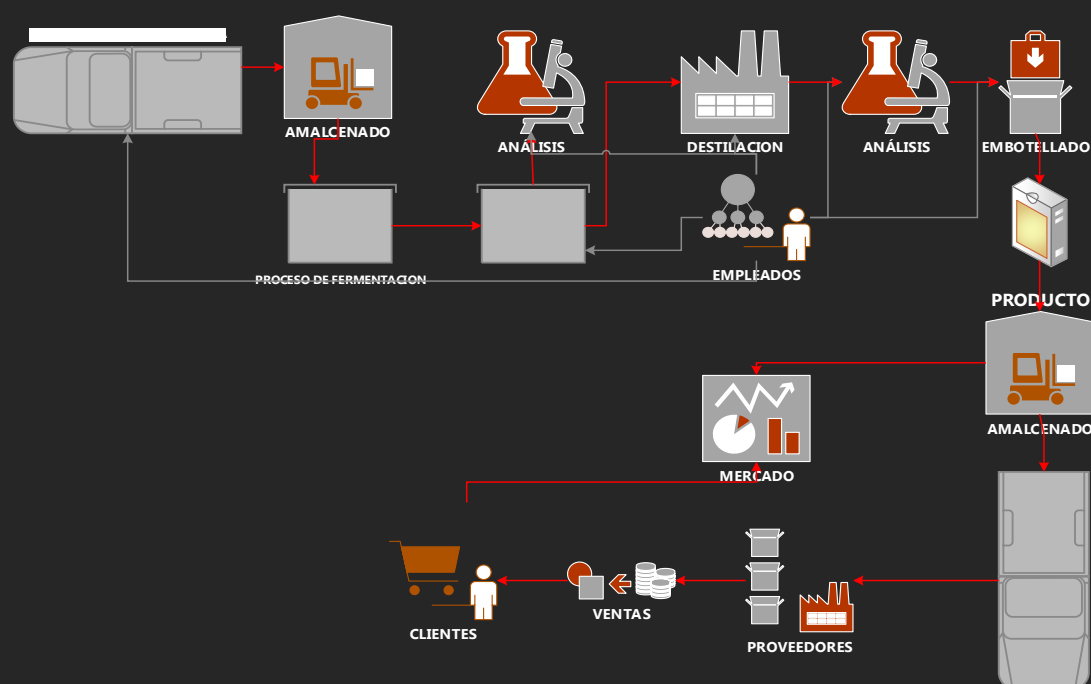 AMALCENADO
ANÁLISIS
DESTILACION
ANÁLISIS
EMBOTELLADO
PROCESO DE FERMENTACION
EMPLEADOS
PRODUCTO
AMALCENADO
MERCADO
VENTAS
CLIENTES
PROVEEDORES